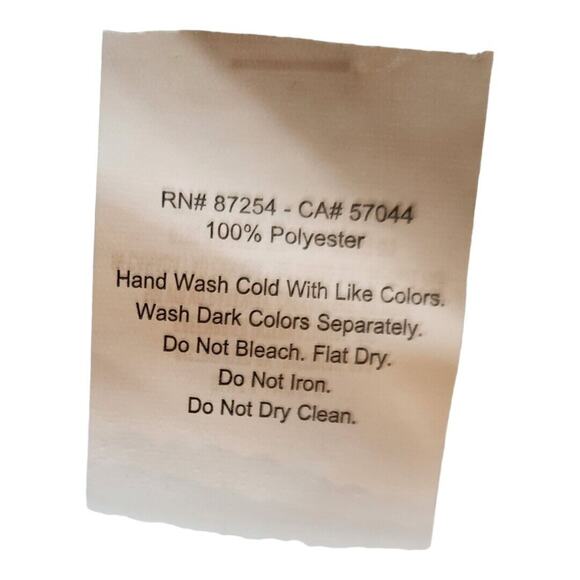 RN# 87254 - CA# 57044
100% Polyester
Hand Wash Cold With Like Colors.
Wash Dark Colors Separately.
Do Not Bleach. Flat Dry.
Do Not Iron.
Do Not Dry Clean.